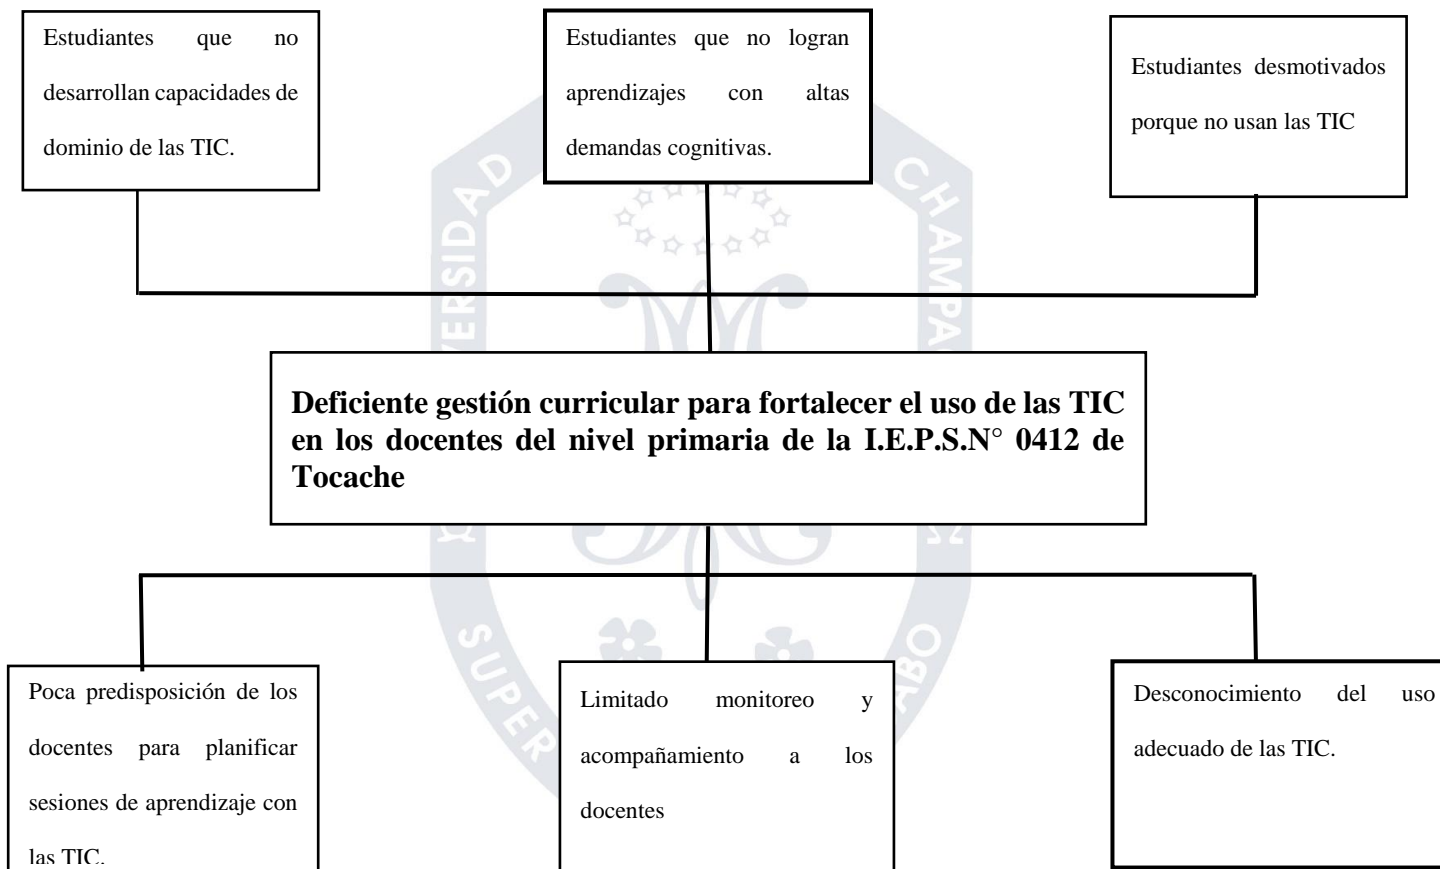 Estudiantes que no
desarrollan capacidades de
dominio de las TIC.
Estudiantes que no logran
aprendizajes con altas
demandas cognitivas.
Estudiantes desmotivados
porque no usan las TIC
Deficiente gestión curricular para fortalecer el uso de las TIC
en los docentes del nivel primaria de la I.E.P.S.N° 0412 de
Tocache
Poca predisposición de los
docentes para planificar
sesiones de aprendizaje con
las TIC.
Limitado monitoreo y
acompañamiento a los
docentes
Desconocimiento del uso
adecuado de las TIC.